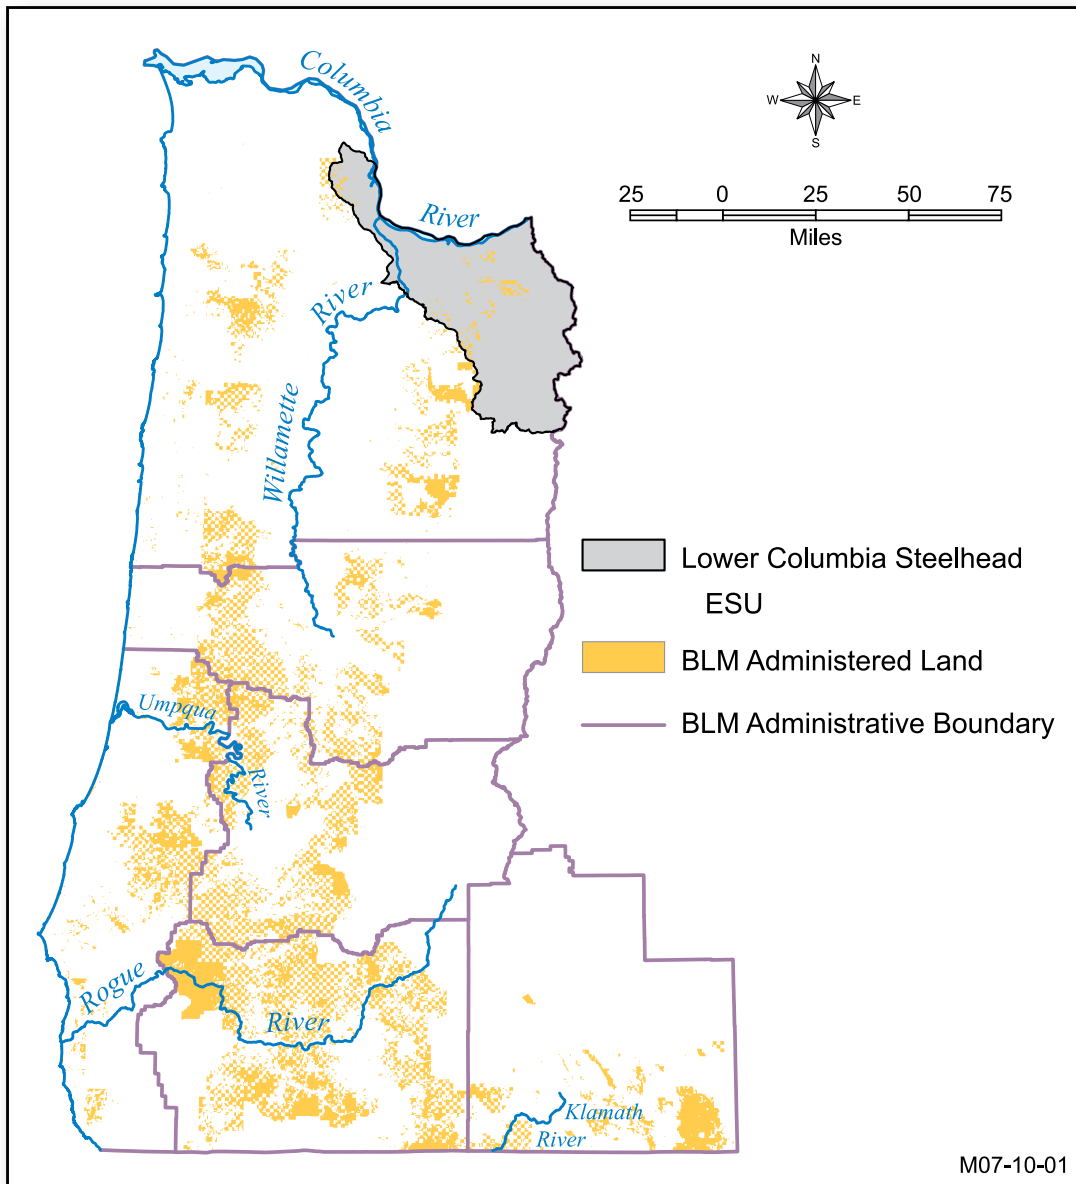 Columbia
River
N
W E
S
25 0 25 50 75
Miles
River
Willamette
Lower Columbia Steelhead
ESU
BLM Administered Land
BLM Administrative Boundary
Umpqua
River
Rogue
River
Klamath
River
M07-10-01